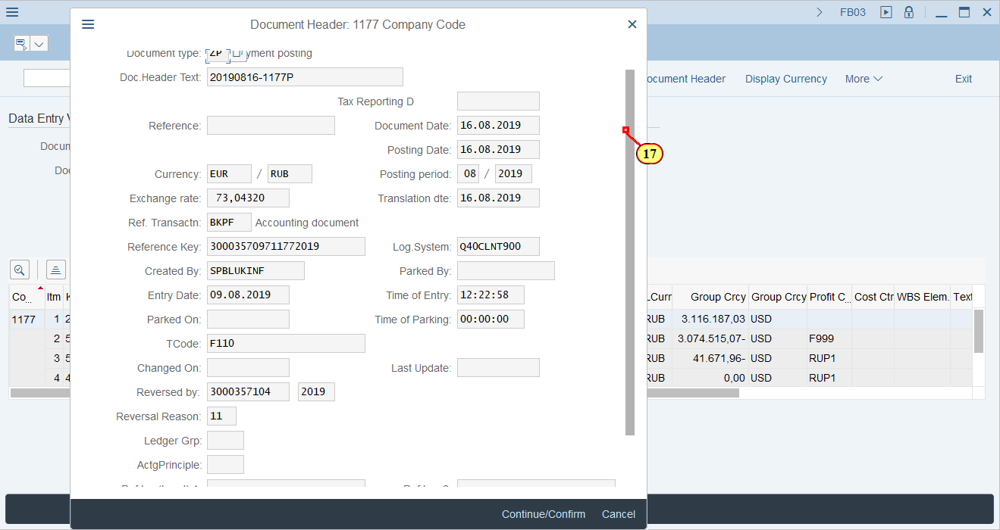 FB03
Document Header: 1177 Company Code
ocument Header Display Currency More Exit
Data Entry V
Docum
Doc
Document type: ZP yment posting
Doc.Header Text: 20190816-1177P
Tax Reporting D
Reference: Document Date: 16.08.2019
Posting Date: 16.08.2019
Currency: EUR / RUB Posting period: 08 / 2019
Exchange rate: 73,04320 Translation dte: 16.08.2019
Ref. Transactn: BKPF Accounting document
Reference Key: 300035709711772019 Log.System: Q4OCLNT900
Created By: SPBLUKINF Parked By:
Entry Date: 09.08.2019 Time of Entry: 12:22:58
Parked On: Time of Parking: 00:00:00
TCode: F110
Changed On: Last Update:
Reversed by: 3000357104 2019
Reversal Reason: 11
Ledger Grp:
ActgPrinciple:
17
Co... Itm K LCurr Group Crcy Group Crcy Profit C... Cost Ctr WBS Elem. Text
1177 1 2 RUB 3.116.187,03 USD
2 5 RUB 3.074.515,07- USD F999
3 5 RUB 41.671,96- USD RUP1
4 4 RUB 0,00 USD RUP1
Continue/Confirm Cancel